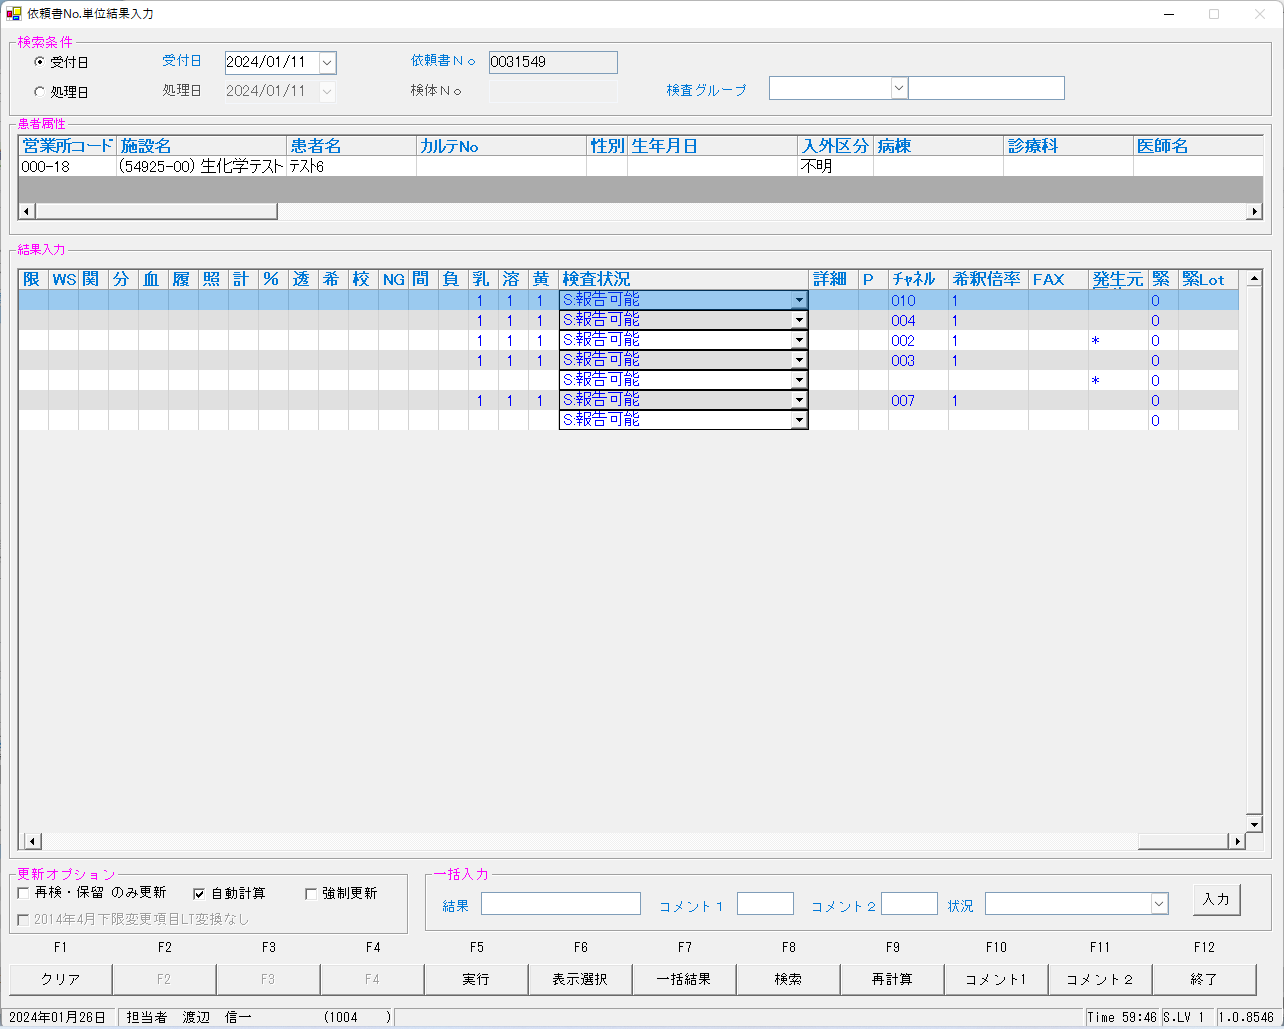 依頼書No.単位結果入力
検索条件
受付日 受付日 2024/01/11 依頼書Ｎｏ 0031549
処理日 処理日 2024/01/11 検体Ｎｏ 検査グループ
患者属性
営業所コード 施設名 患者名 カルテNo 性別 生年月日 入外区分 病棟 診療科 医師名
000-18 (54925-00) 生化学テスト ﾃｽﾄ6 不明
結果入力
限 WS 関 分 血 履 照 計 % 透 希 校 NG 間 負 乳 溶 黄 検査状況 詳細 P ﾁｬﾈﾙ 希釈倍率 FAX 発生元 緊 緊Lot
1 1 1 S:報告可能 010 1 0
1 1 1 S:報告可能 004 1 0
1 1 1 S:報告可能 002 1 * 0
1 1 1 S:報告可能 003 1 0
S:報告可能 * 0
1 1 1 S:報告可能 007 1 0
S:報告可能 0
更新オプション
再検・保留 のみ更新 自動計算 強制更新
2014年4月下限変更項目LT変換なし
一括入力
結果 コメント１ コメント２ 状況 入力
F1 F2 F3 F4 F5 F6 F7 F8 F9 F10 F11 F12
クリア F2 F3 F4 実行 表示選択 一括結果 検索 再計算 コメント1 コメント２ 終了
2024年01月26日 担当者 渡辺 信一 (1004 ) Time 59:46 S.LV 1 1.0.8546